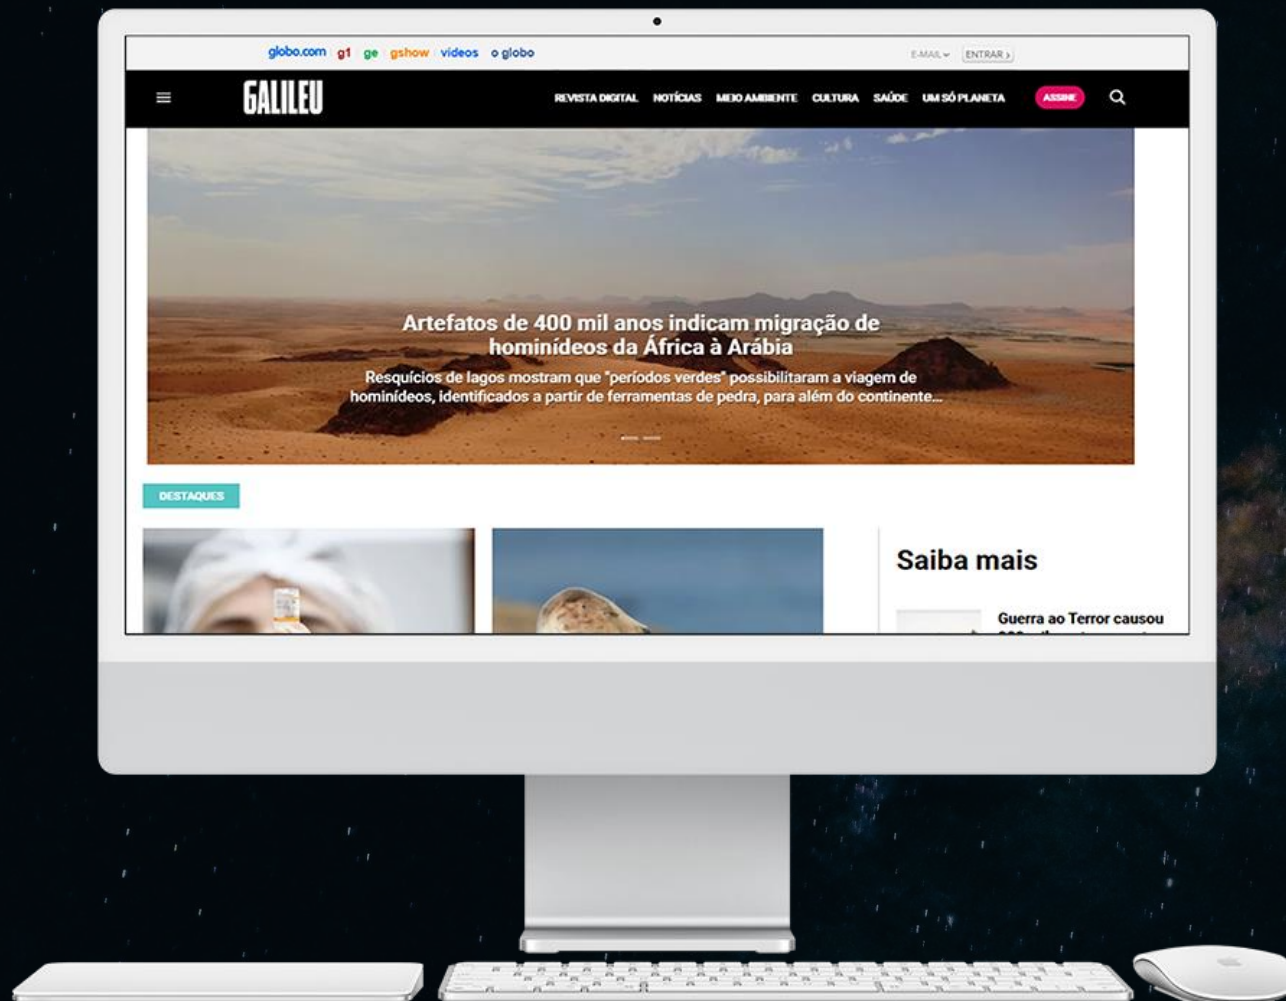 globo.com g1 ge gshow vídeos o globo
E-MAIL ENTRAR
GALILEU
REVISTA DIGITAL NOTÍCIAS MEIO AMBIENTE CULTURA SAÚDE UM SÓ PLANETA ASSINE
Artefatos de 400 mil anos indicam migração de
hominídeos da África à Arábia
Resquícios de lagos mostram que "períodos verdes" possibilitaram a viagem de
hominídeos, identificados a partir de ferramentas de pedra, para além do continente...
DESTAQUES
Saiba mais
Guerra ao Terror causou